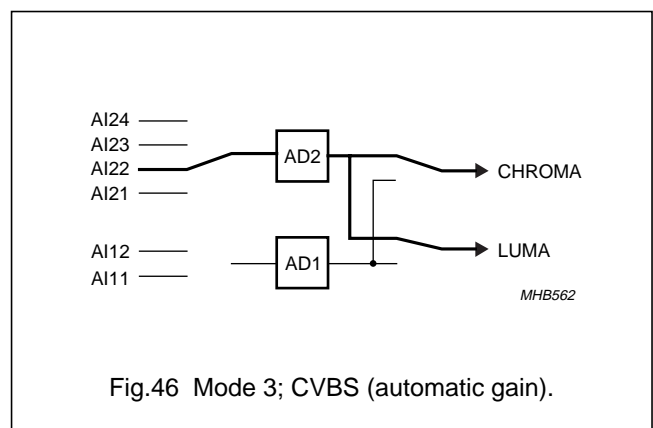 AI24
AI23
AI22
AI21
AD2
CHROMA
AI12
AI11
AD1
LUMA
MHB562
Fig.46 Mode 3; CVBS (automatic gain).